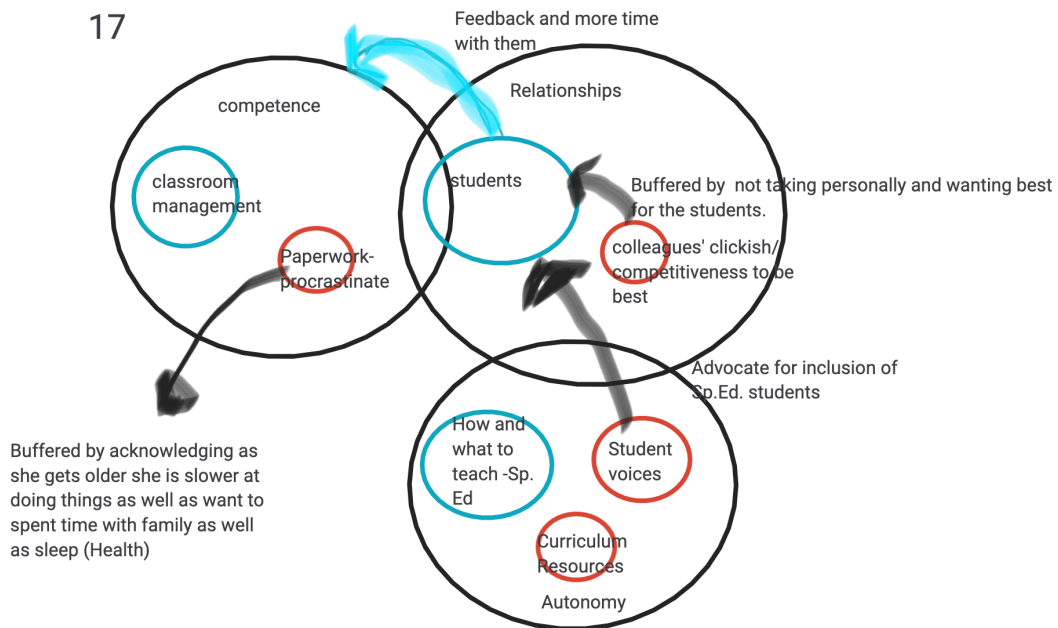 17
Feedback and more time
with them
competence
Relationships
classroom
management
students
Buffered by not taking personally and wanting best
for the students.
Paperwork-
procrastinate
colleagues' clickish/
competitiveness to be
best
Advocate for inclusion of
Sp.Ed. students
How and
what to
teach -Sp.
Ed
Student
voices
Buffered by acknowledging as
she gets older she is slower at
doing things as well as want to
spent time with family as well
as sleep (Health)
Curriculum
Resources
Autonomy